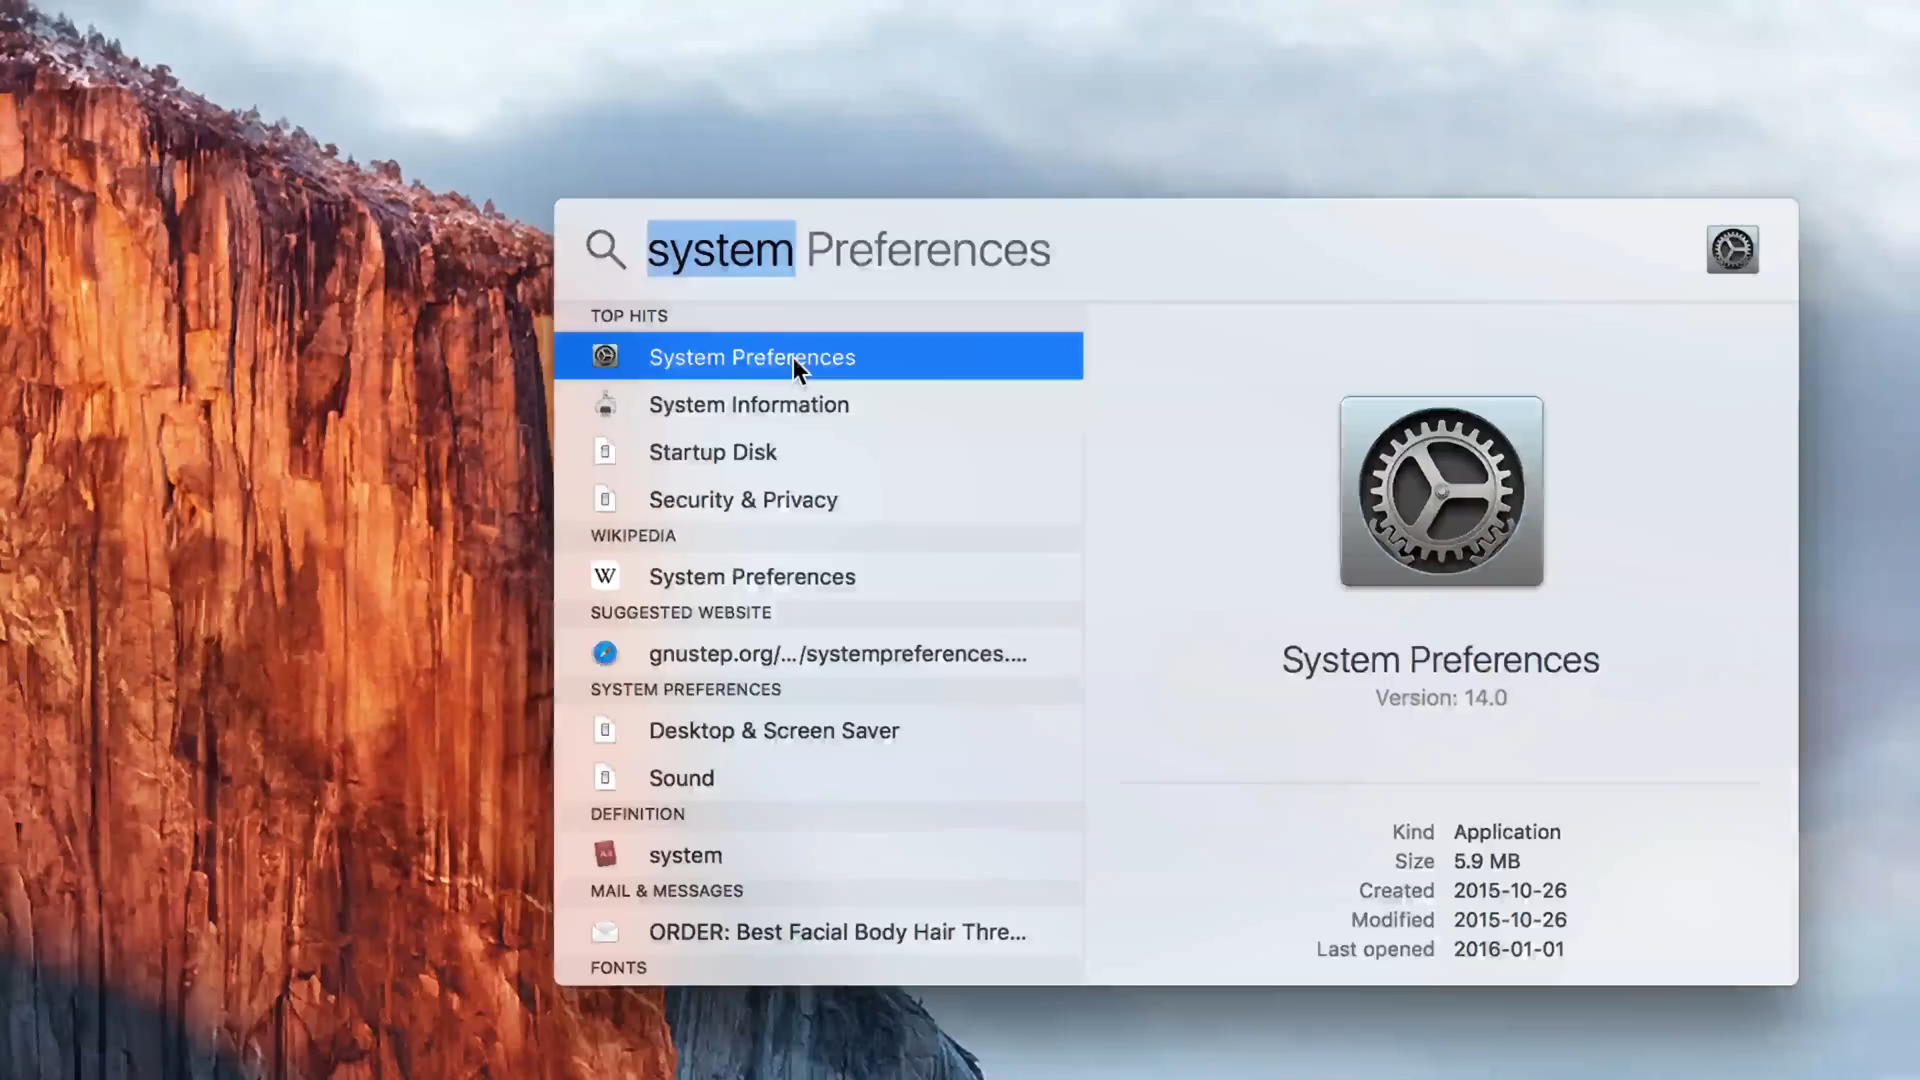 system Preferences
TOP HITS
System Preferences
System Information
Startup Disk
Security & Privacy
WIKIPEDIA
W System Preferences
SUGGESTED WEBSITE
gnustep.org/.../systempreferences....
SYSTEM PREFERENCES
Desktop & Screen Saver
Sound
DEFINITION
system
MAIL & MESSAGES
ORDER: Best Facial Body Hair Thre...
FONTS
System Preferences
Version: 14.0
Kind Application
Size 5.9 MB
Created 2015-10-26
Modified 2015-10-26
Last opened 2016-01-01